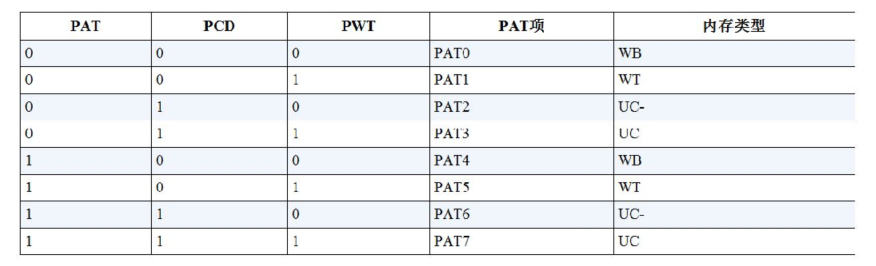 PAT PCD PWT PAT项 内存类型
0 0 0 PAT0 WB
0 0 1 PAT1 WT
0 1 0 PAT2 UC-
0 1 1 PAT3 UC
1 0 0 PAT4 WB
1 0 1 PAT5 WT
1 1 0 PAT6 UC-
1 1 1 PAT7 UC